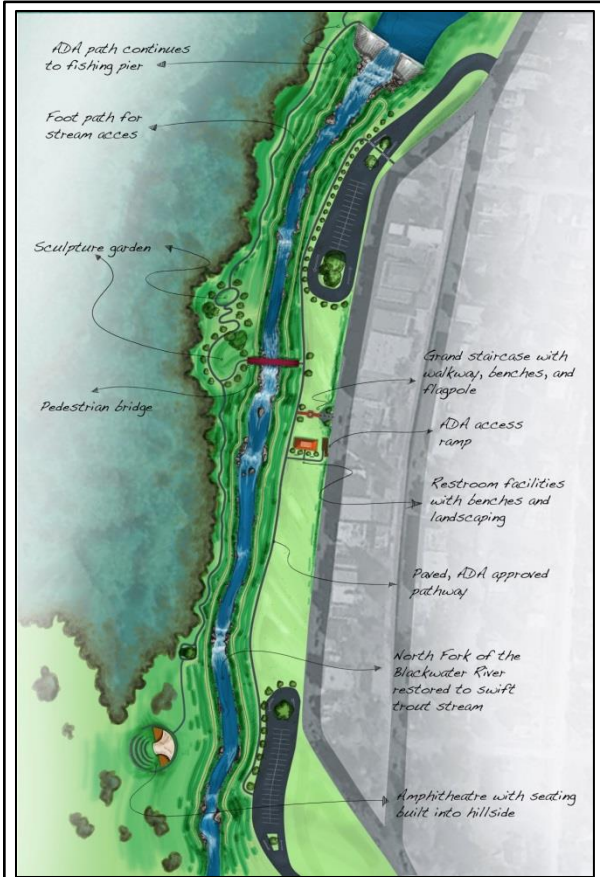 ADA path continues
to fishing pier
Foot path for
stream acces
Sculpture garden
Pedestrian bridge
Grand staircase with
walkway, benches, and
flagpole
ADA access
ramp
Restroom facilities
with benches and
landscaping
Paved, ADA approved
pathway
North Fork of the
Blackwater River
restored to swift
trout stream
Amphitheatre with seating
built into hillside